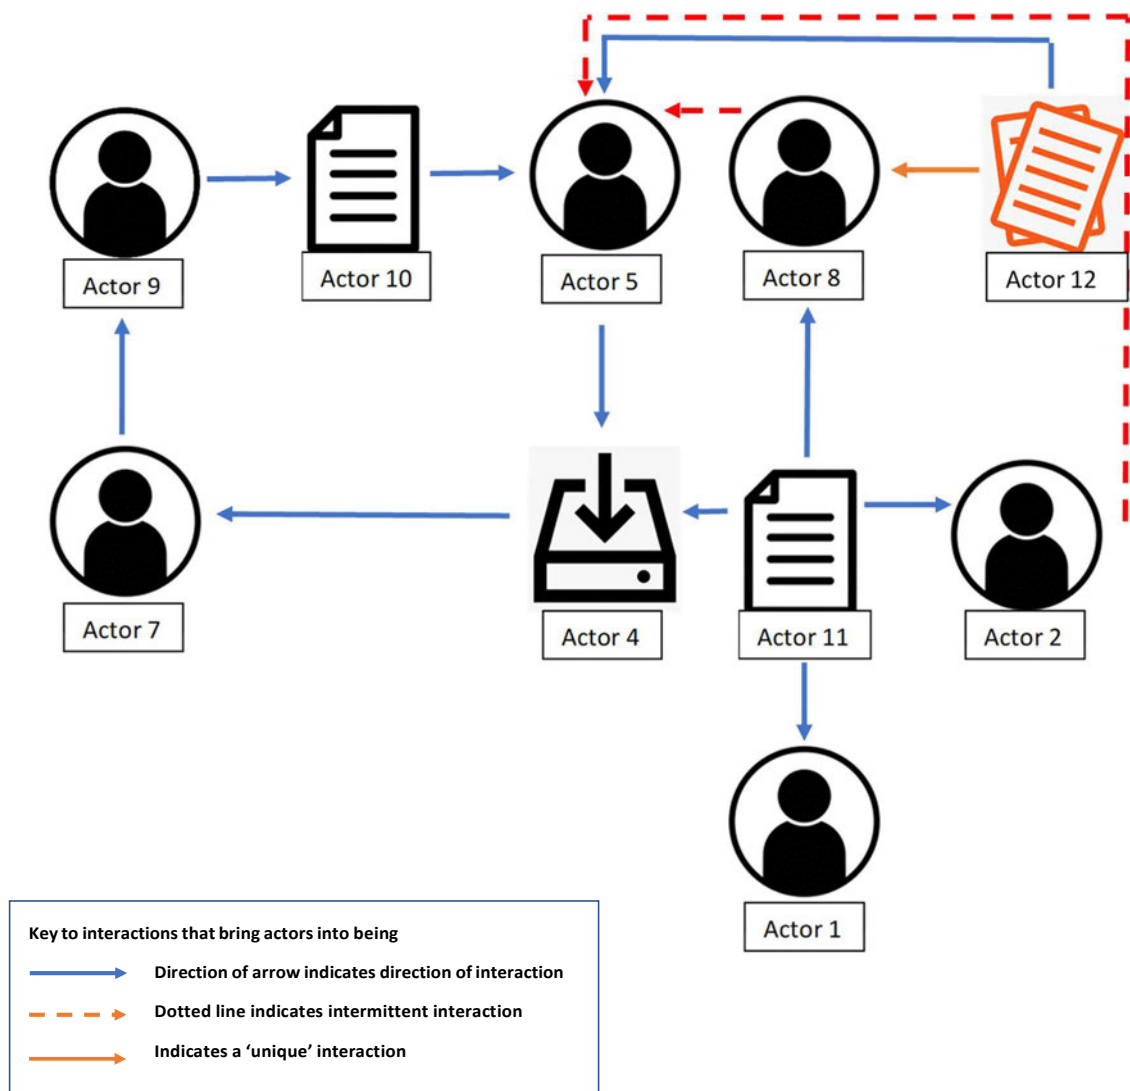 Actor 9
Actor 10
Actor 5
Actor 8
Actor 12
Actor 7
Actor 4
Actor 11
Actor 2
Actor 1
Key to interactions that bring actors into being
Direction of arrow indicates direction of interaction
Dotted line indicates intermittent interaction
Indicates a ‘unique’ interaction